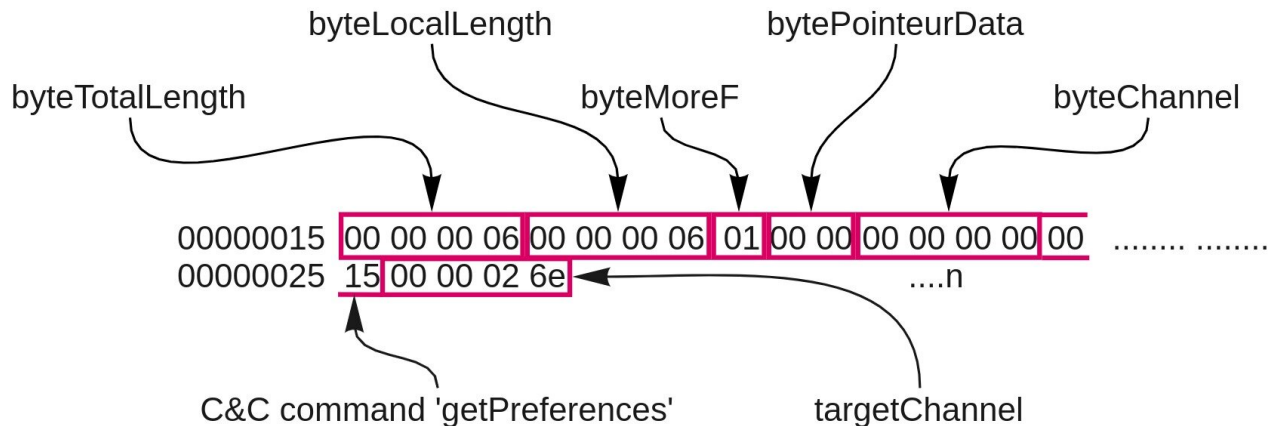 byteLocalLength bytePointeurData
byteTotalLength byteMoreF byteChannel
00000015 00 00 00 06 00 00 00 06 01 00 00 00 00 00 00 00 ........ ........
00000025 15 00 00 02 6e ....n
C&C command 'getPreferences' targetChannel